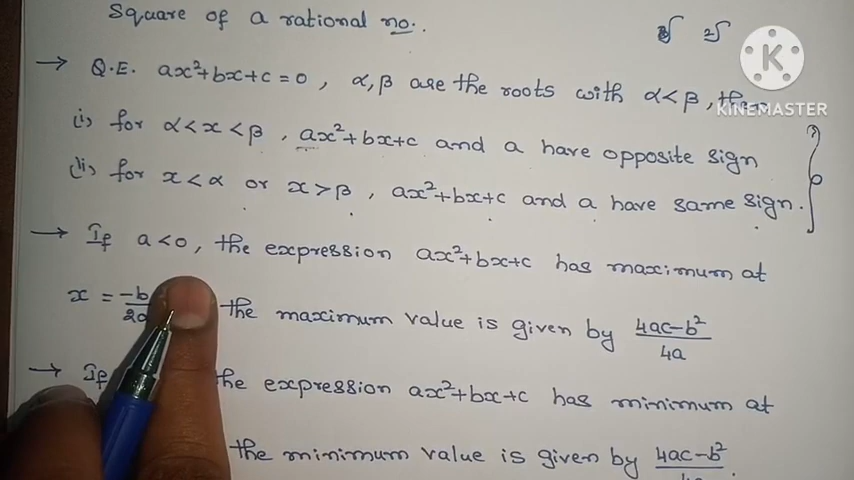 Square of a rational no.
→ Q.E. ax²+bx+c=0, α,β are the roots with α<β, then
(i) for α<x<β, ax²+bx+c and a have opposite sign
(ii) for x<α or x>β, ax²+bx+c and a have same sign.
→ If a<0, the expression ax²+bx+c has maximum at
x = -b/2a the maximum value is given by 4ac-b²/4a
→ If the expression ax²+bx+c has minimum at
the minimum value is given by 4ac-b²
K
KINEMASTER